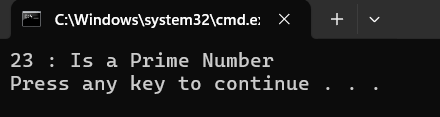 C:\Windows\system32\cmd.e
23 : Is a Prime Number
Press any key to continue . . .